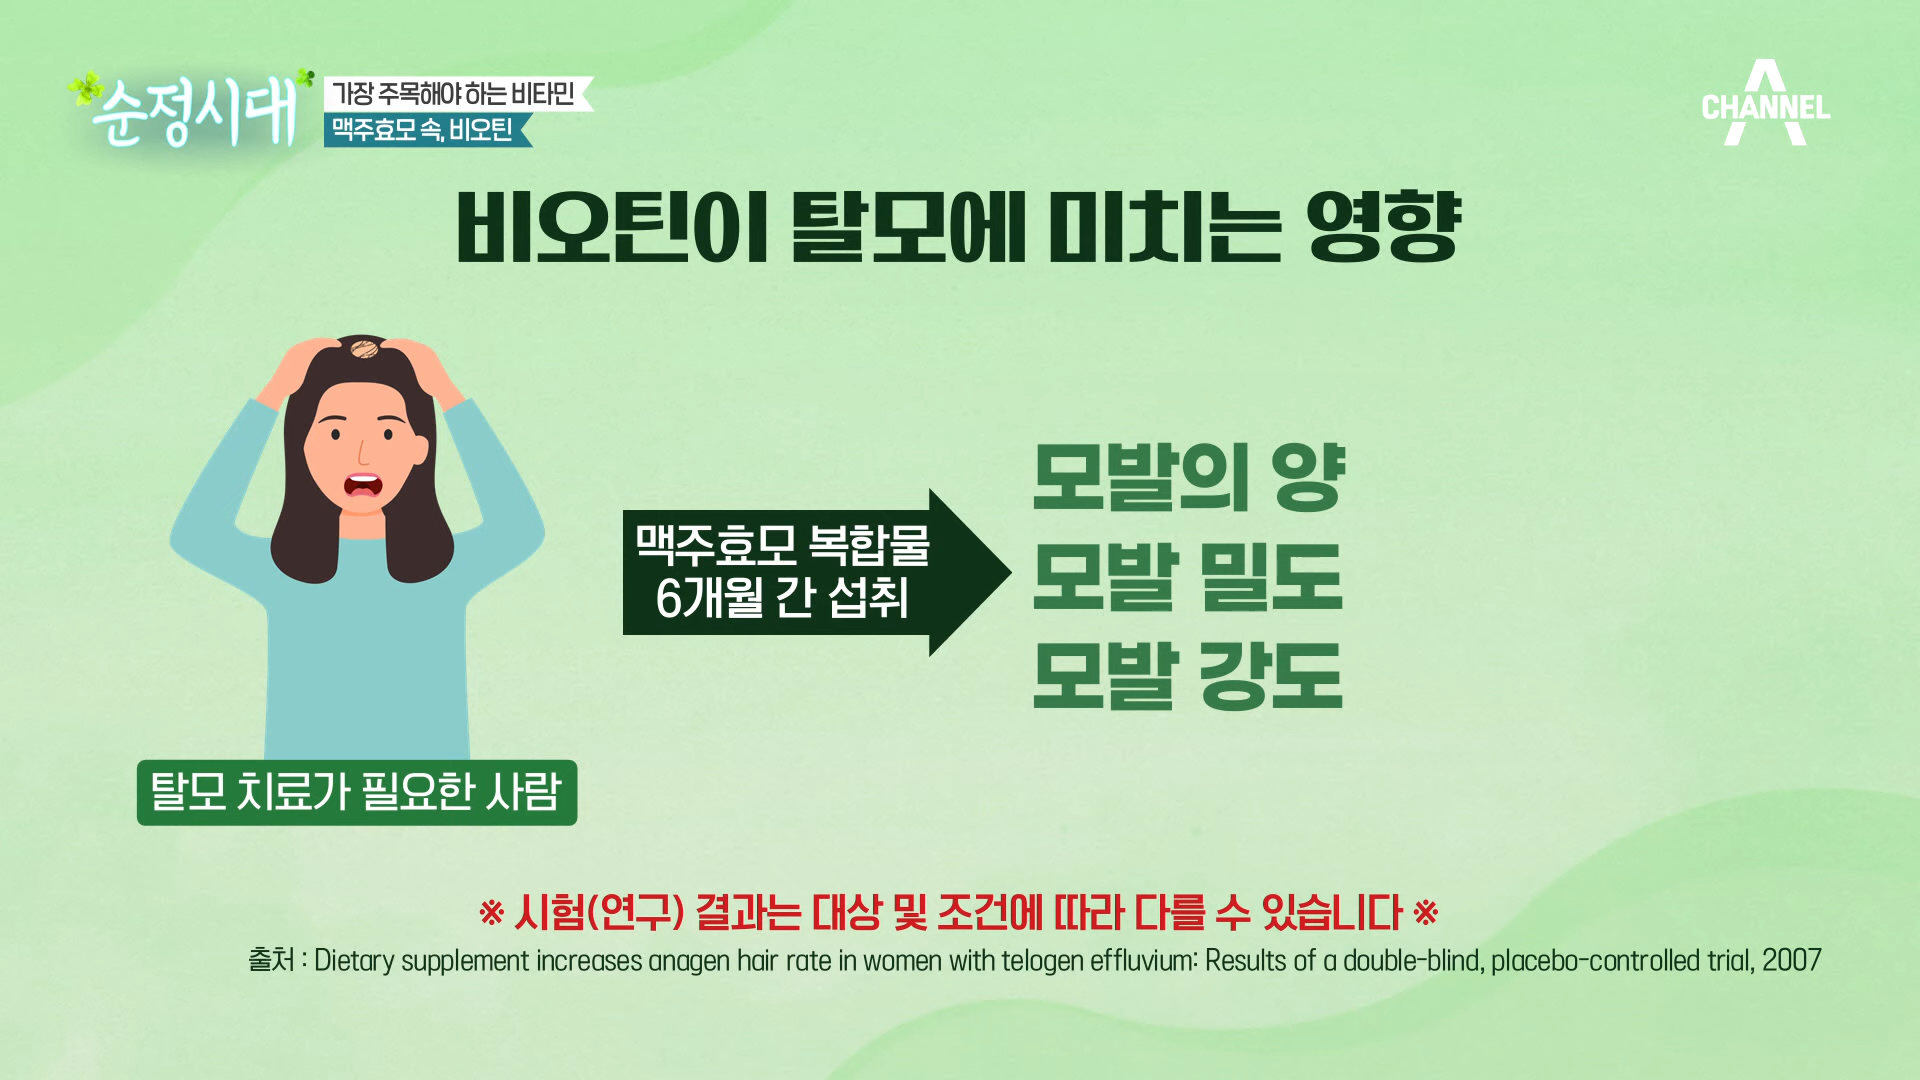 순정시대
가장 주목해야 하는 비타민
맥주효모 속, 비오틴
CHANNEL A
비오틴이 탈모에 미치는 영향
맥주효모 복합물
6개월 간 섭취
모발의 양
모발 밀도
모발 강도
탈모 치료가 필요한 사람
※ 시험(연구) 결과는 대상 및 조건에 따라 다를 수 있습니다 ※
출처 : Dietary supplement increases anagen hair rate in women with telogen effluvium: Results of a double-blind, placebo-controlled trial, 2007